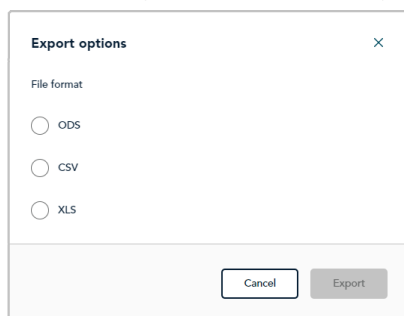 Export options
File format
ODS
CSV
XLS
Cancel Export